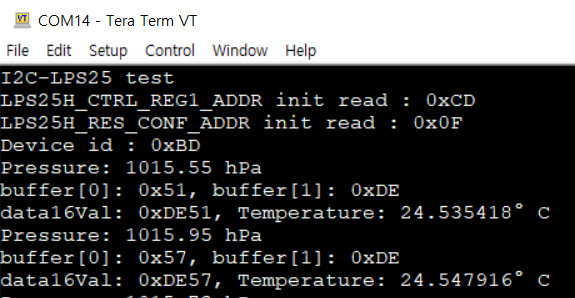 COM14 - Tera Term VT
File Edit Setup Control Window Help
I2C-LPS25 test
LPS25H_CTRL_REG1_ADDR init read : 0xCD
LPS25H_RES_CONF_ADDR init read : 0x0F
Device id : 0xBD
Pressure: 1015.55 hPa
buffer[0]: 0x51, buffer[1]: 0xDE
data16Val: 0xDE51, Temperature: 24.535418° C
Pressure: 1015.95 hPa
buffer[0]: 0x57, buffer[1]: 0xDE
data16Val: 0xDE57, Temperature: 24.547916° C